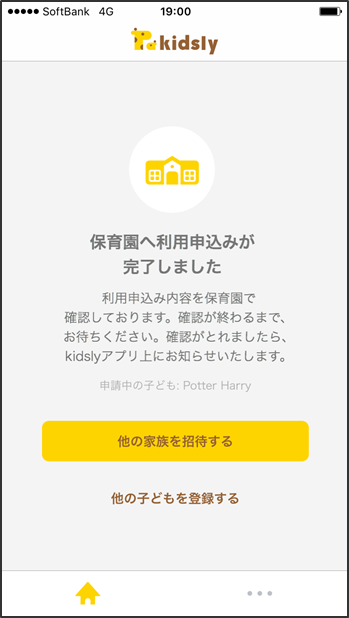 SoftBank 4G 19:00
kidsly
保育園へ利用申込みが
完了しました
利用申込み内容を保育園で
確認しております。確認が終わるまで、
お待ちください。確認がとれましたら、
kidslyアプリ上にお知らせいたします。
申請中の子ども: Potter Harry
他の家族を招待する
他の子どもを登録する